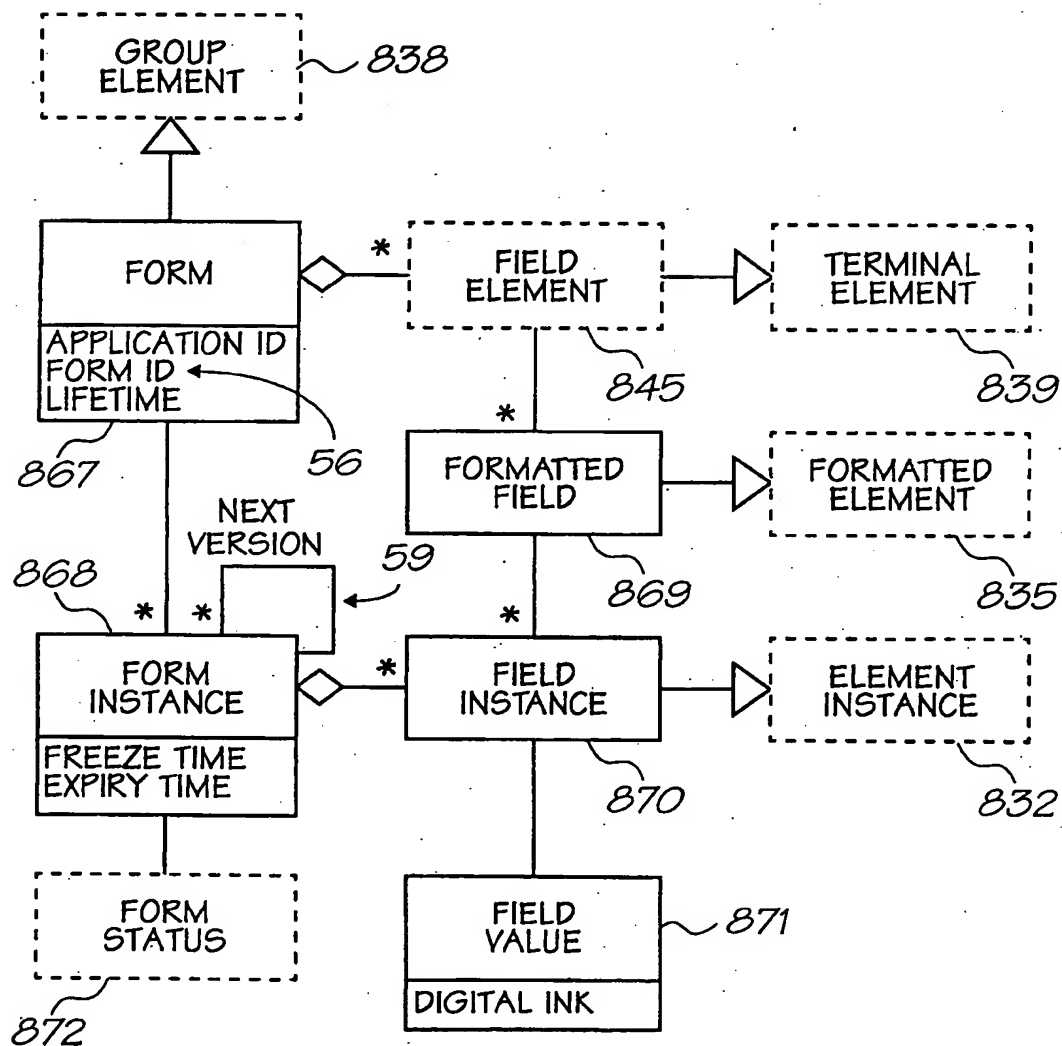 GROUP
ELEMENT
838
FORM
APPLICATION ID
FORM ID
LIFETIME
867
56
*
FIELD
ELEMENT
845
TERMINAL
ELEMENT
839
*
FORMATTED
FIELD
869
FORMATTED
ELEMENT
835
NEXT
VERSION
59
868
*
*
FORM
INSTANCE
FREEZE TIME
EXPIRY TIME
*
*
FIELD
INSTANCE
870
ELEMENT
INSTANCE
832
FORM
STATUS
872
FIELD
VALUE
871
DIGITAL INK